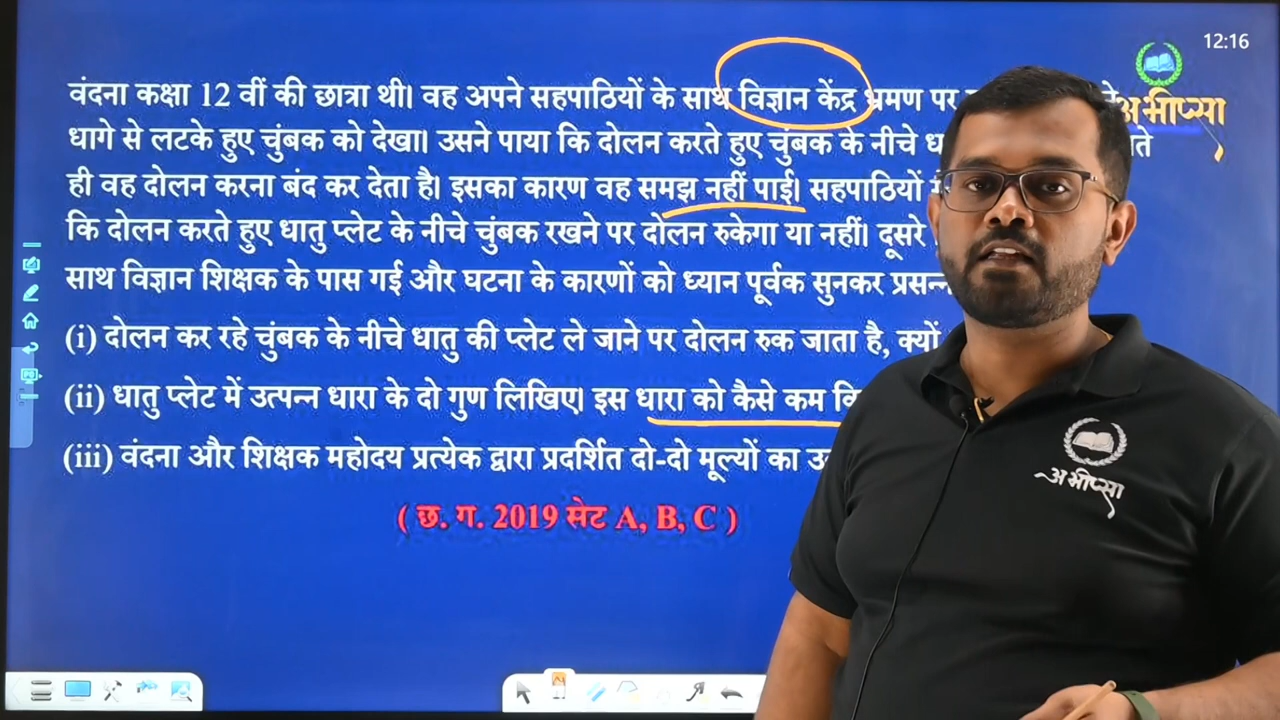 12:16
अभीप्सा
वंदना कक्षा 12 वीं की छात्रा थी। वह अपने सहपाठियों के साथ विज्ञान केंद्र भ्रमण पर
धागे से लटके हुए चुंबक को देखा। उसने पाया कि दोलन करते हुए चुंबक के नीचे
ही वह दोलन करना बंद कर देता है। इसका कारण वह समझ नहीं पाई। सहपाठियों
कि दोलन करते हुए धातु प्लेट के नीचे चुंबक रखने पर दोलन रुकेगा या नहीं। दूसरे
साथ विज्ञान शिक्षक के पास गई और घटना के कारणों को ध्यान पूर्वक सुनकर प्रसन्न
(i) दोलन कर रहे चुंबक के नीचे धातु की प्लेट ले जाने पर दोलन रुक जाता है, क्यों
(ii) धातु प्लेट में उत्पन्न धारा के दो गुण लिखिए। इस धारा को कैसे कम
(iii) वंदना और शिक्षक महोदय प्रत्येक द्वारा प्रदर्शित दो-दो मूल्यों का
( छ. ग. 2019 सेट A, B, C )
अभीप्सा